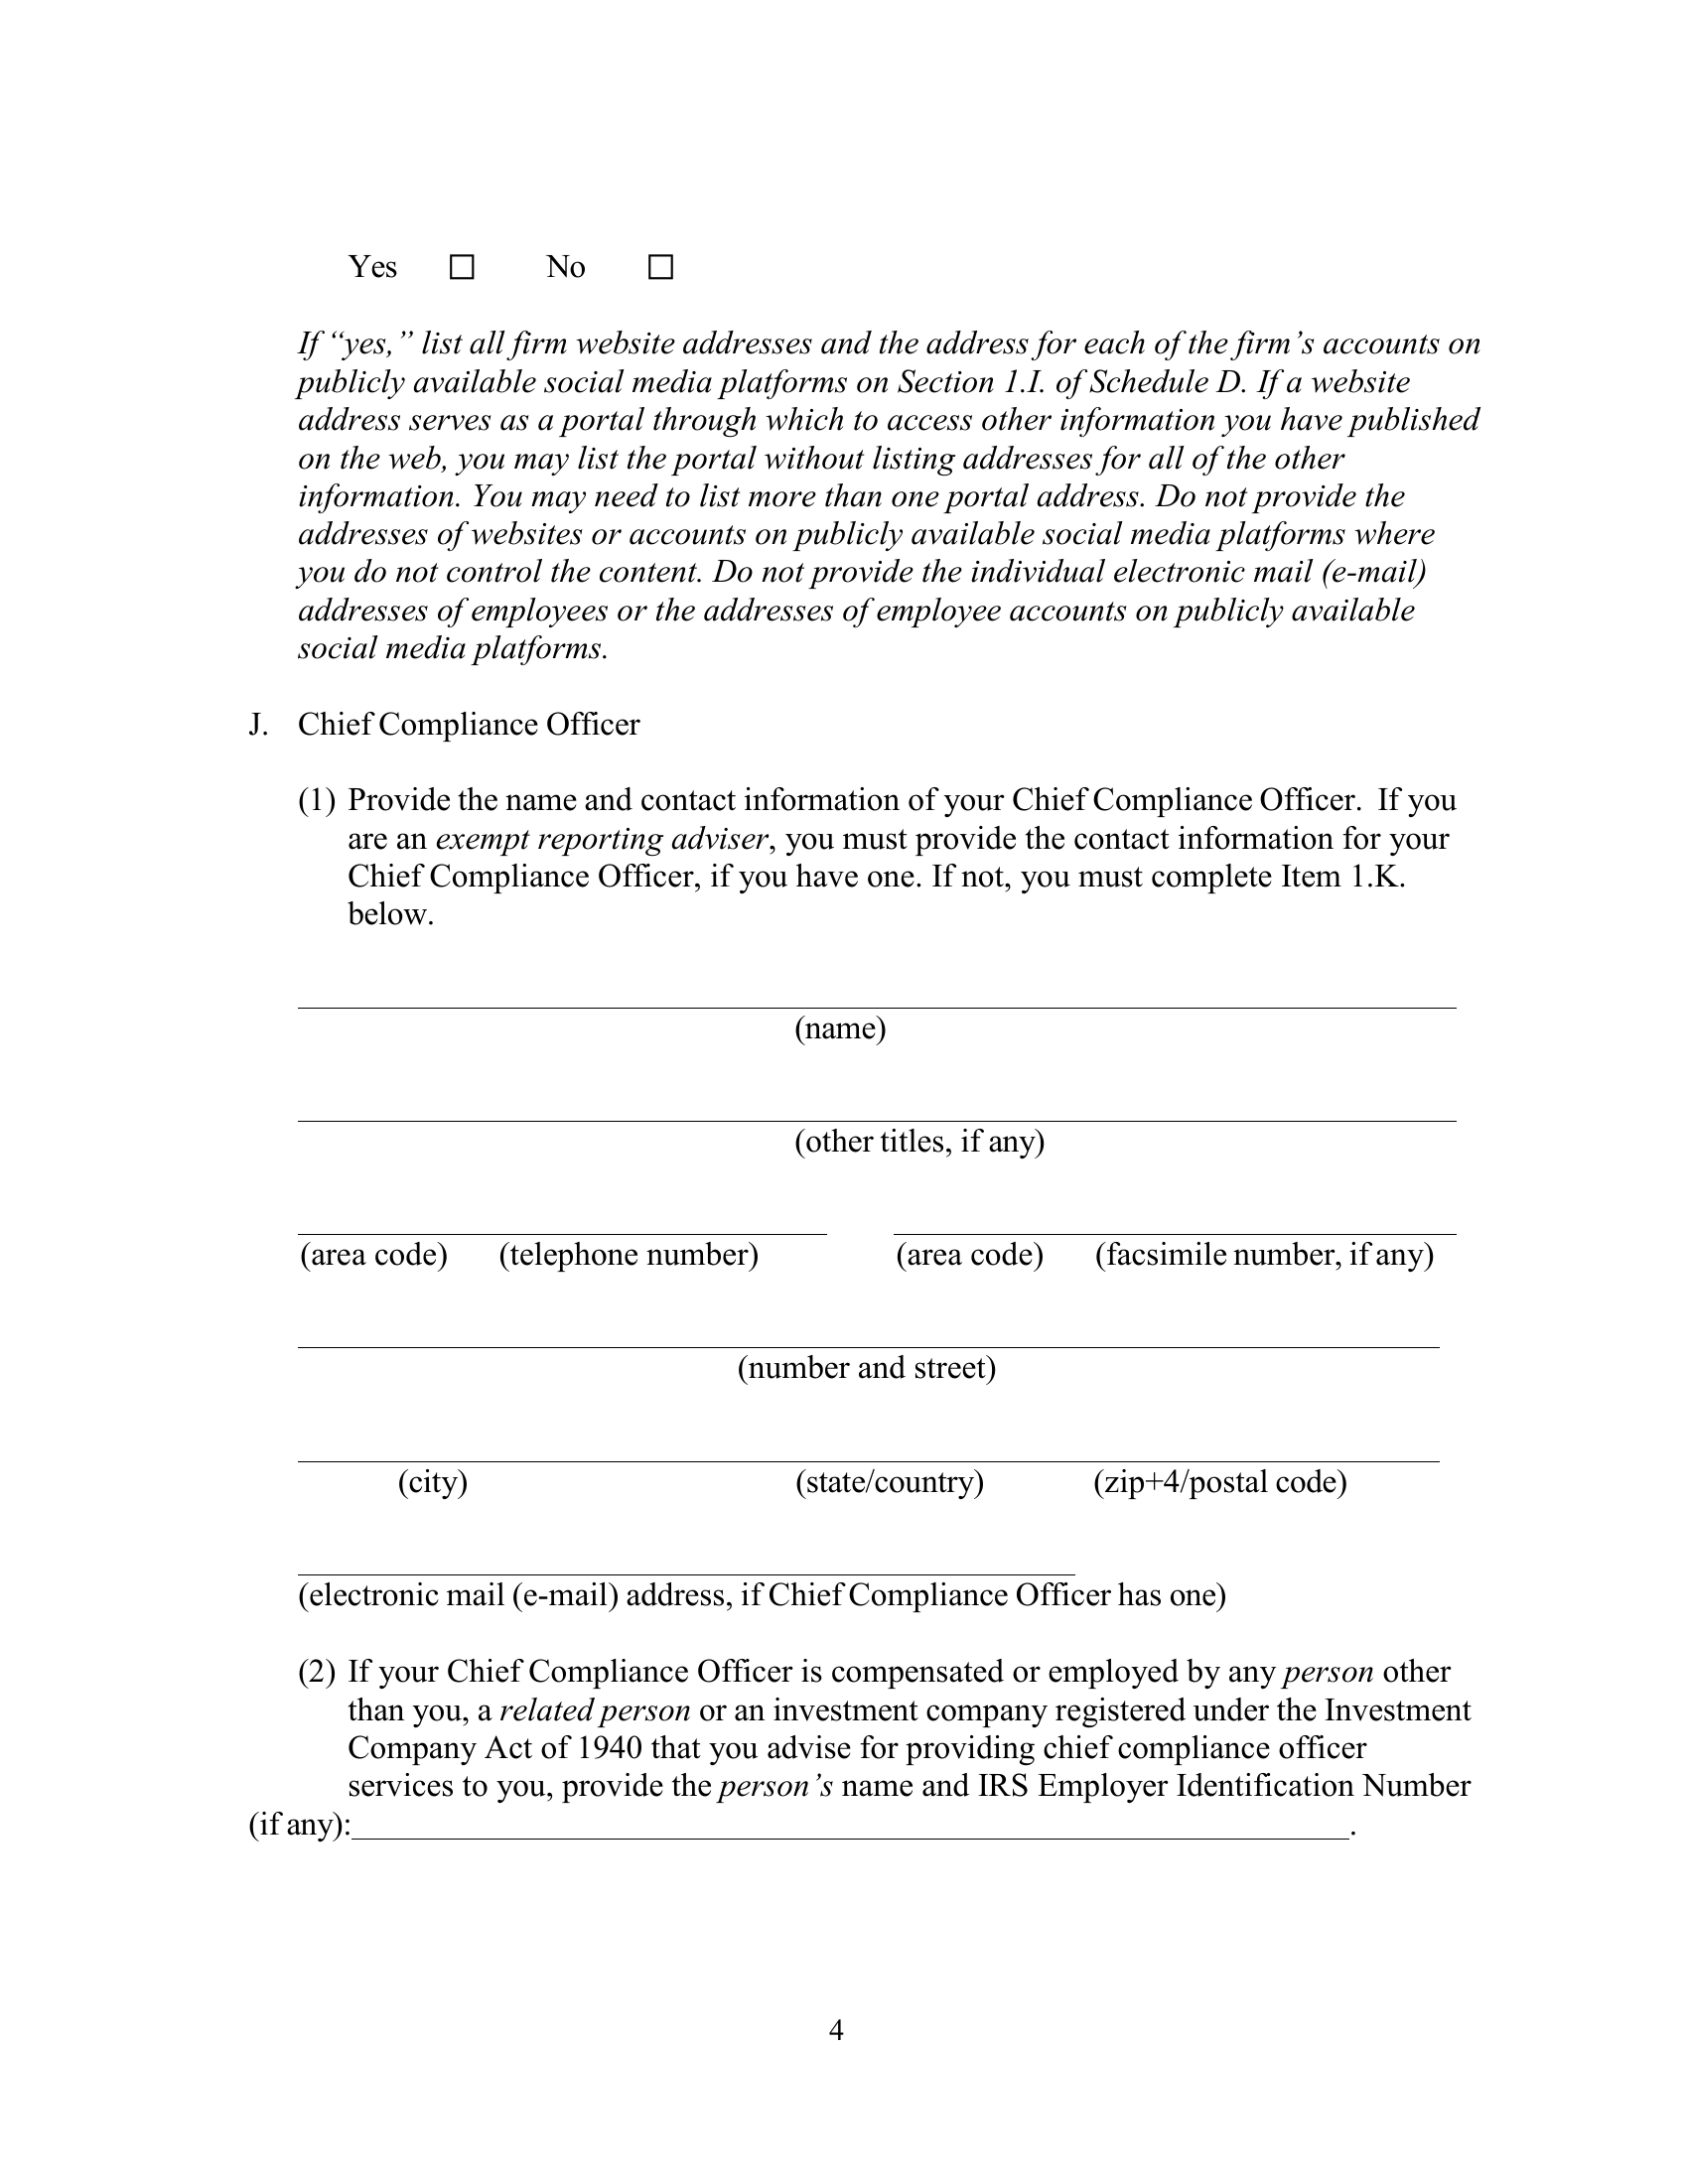 Yes ☐ No ☐
If “yes,” list all firm website addresses and the address for each of the firm’s accounts on
publicly available social media platforms on Section 1.I. of Schedule D. If a website
address serves as a portal through which to access other information you have published
on the web, you may list the portal without listing addresses for all of the other
information. You may need to list more than one portal address. Do not provide the
addresses of websites or accounts on publicly available social media platforms where
you do not control the content. Do not provide the individual electronic mail (e-mail)
addresses of employees or the addresses of employee accounts on publicly available
social media platforms.
J. Chief Compliance Officer
(1) Provide the name and contact information of your Chief Compliance Officer. If you
are an exempt reporting adviser, you must provide the contact information for your
Chief Compliance Officer, if you have one. If not, you must complete Item 1.K.
below.
(name)
(other titles, if any)
(area code) (telephone number) (area code) (facsimile number, if any)
(number and street)
(city) (state/country) (zip+4/postal code)
(electronic mail (e-mail) address, if Chief Compliance Officer has one)
(2) If your Chief Compliance Officer is compensated or employed by any person other
than you, a related person or an investment company registered under the Investment
Company Act of 1940 that you advise for providing chief compliance officer
services to you, provide the person’s name and IRS Employer Identification Number
(if any):____________________.
4